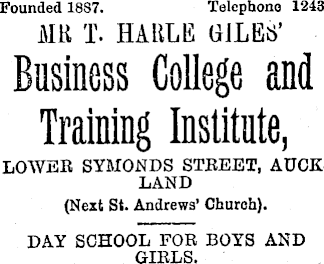 Founded 1887. Telephone 1243
MR T. HARLE GILES'
Business College and
Training Institute,
LOWER SYMONDS STREET, AUCK
LAND
(Next St. Andrews' Church).
DAY SCHOOL FOR BOYS AND
GIRLS.